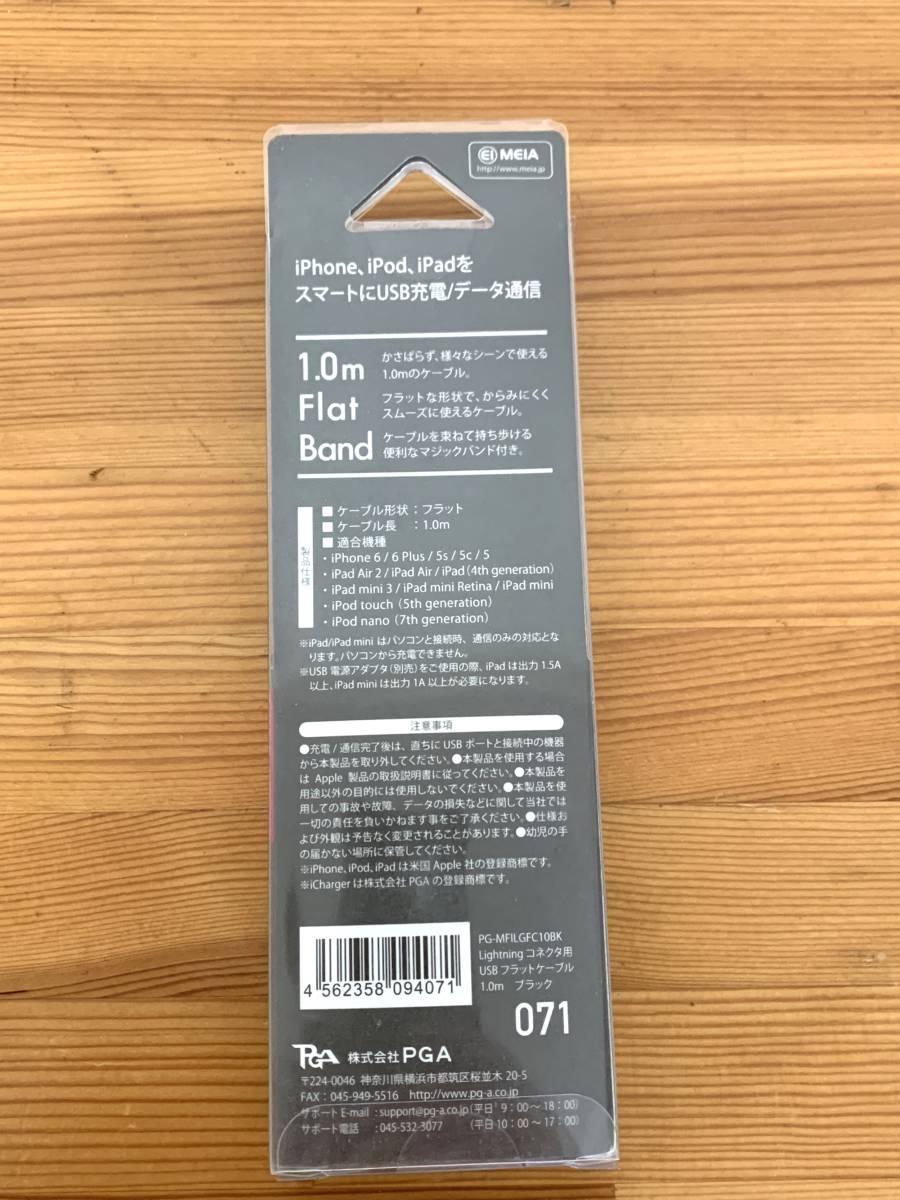 EI MEIA
http://www.meia.jp
iPhone、iPod、iPadを
スマートにUSB充電/データ通信
1.0m
かさばらず、様々なシーンで使える
1.0mのケーブル。
Flat
フラットな形状で、からみにくく
スムーズに使えるケーブル。
Band
ケーブルを束ねて持ち歩ける
便利なマジックバンド付き。
製品仕様
■ ケーブル形状：フラット
■ ケーブル長 ：1.0m
■ 適合機種
・iPhone 6 / 6 Plus / 5s / 5c / 5
・iPad Air 2 / iPad Air / iPad（4th generation）
・iPad mini 3 / iPad mini Retina / iPad mini
・iPod touch（5th generation）
・iPod nano（7th generation）
※iPad/iPad mini はパソコンと接続時、通信のみの対応とな
ります。パソコンから充電できません。
※USB 電源アダプタ（別売）をご使用の際、iPad は出力 1.5A
以上、iPad mini は出力 1A 以上が必要になります。
注意事項
●充電 / 通信完了後は、直ちに USB ポートと接続中の機器
から本製品を取り外してください。●本製品を使用する場合
は Apple 製品の取扱説明書に従ってください。●本製品を
用途以外の目的には使用しないでください。●本製品を使
用しての事故や故障、データの損失などに関して当社では
一切の責任を負いかねます事をご了承ください。●仕様お
よび外観は予告なく変更されることがあります。●幼児の手
の届かない場所に保管してください。
※iPhone、iPod、iPad は米国 Apple 社の登録商標です。
※iCharger は株式会社 PGA の登録商標です。
4 562358 094071
PG-MFILGFC10BK
Lightning コネクタ用
USB フラットケーブル
1.0m ブラック
071
PGA 株式会社PGA
〒224-0046 神奈川県横浜市都筑区桜並木 20-5
FAX：045-949-5516 http://www.pg-a.co.jp
サポート E-mail：support@pg-a.co.jp（平日 9：00～18：00）
サポート電話 ：045-532-3077 （平日 10：00～17：00）